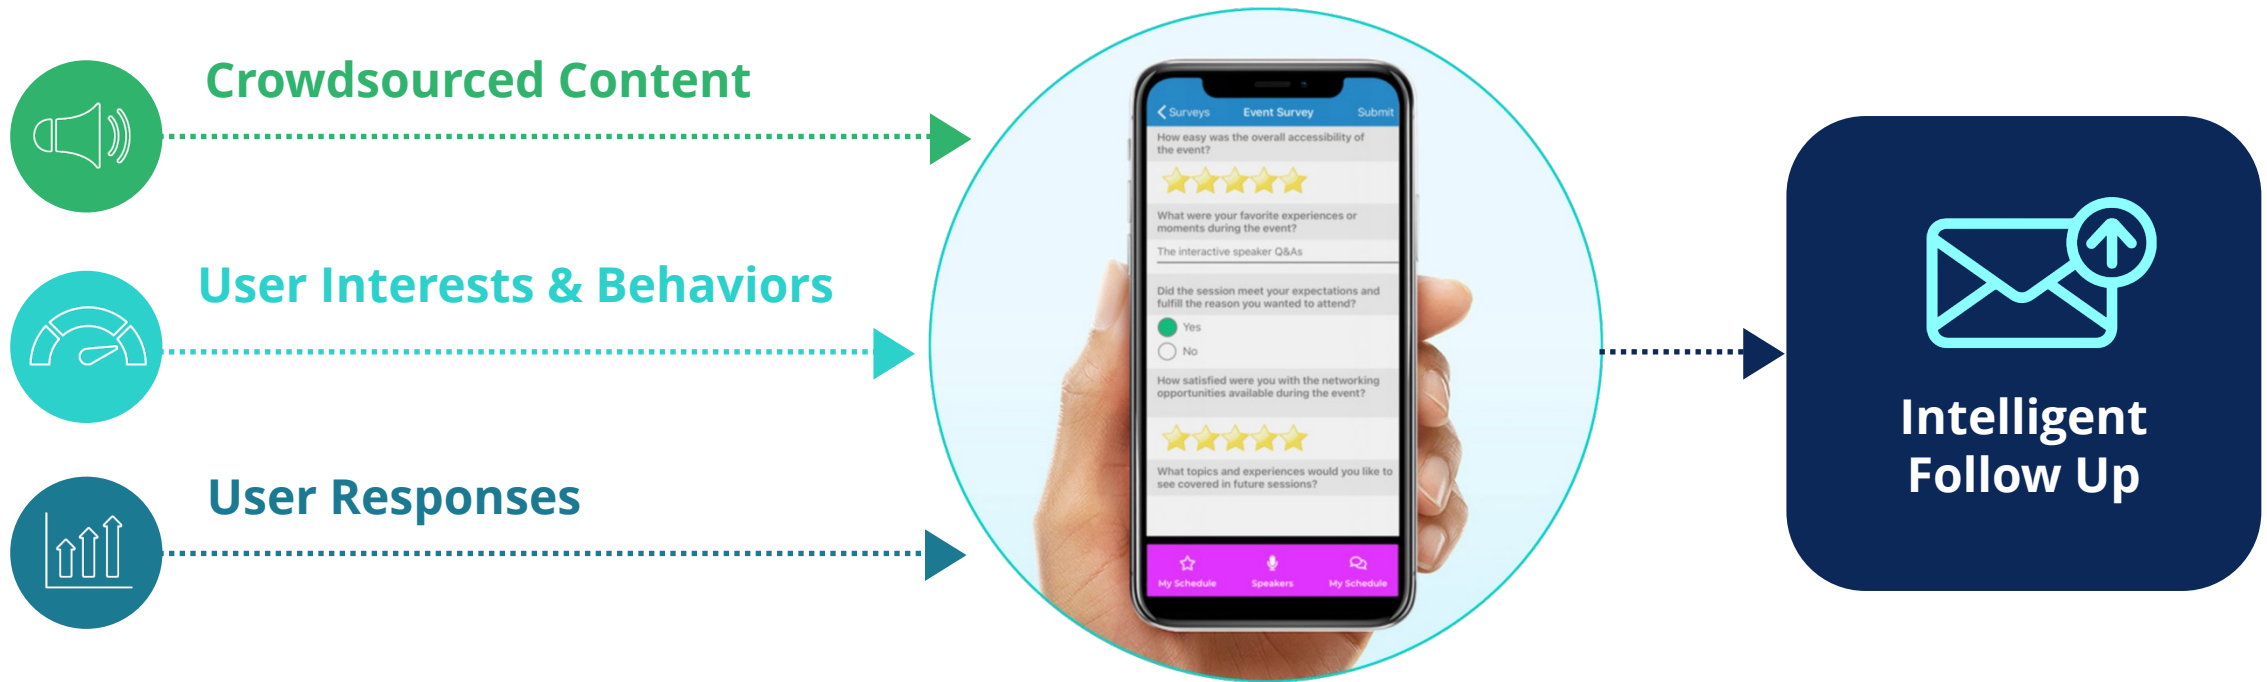 Crowdsourced Content
User Interests & Behaviors
User Responses
Surveys
Event Survey
Submit
How easy was the overall accessibility of
the event?
What were your favorite experiences or
moments during the event?
The interactive speaker Q&As
Did the session meet your expectations and
fulfill the reason you wanted to attend?
Yes
No
How satisfied were you with the networking
opportunities available during the event?
What topics and experiences would you like to
see covered in future sessions?
My Schedule
Speakers
My Schedule
Intelligent
Follow Up